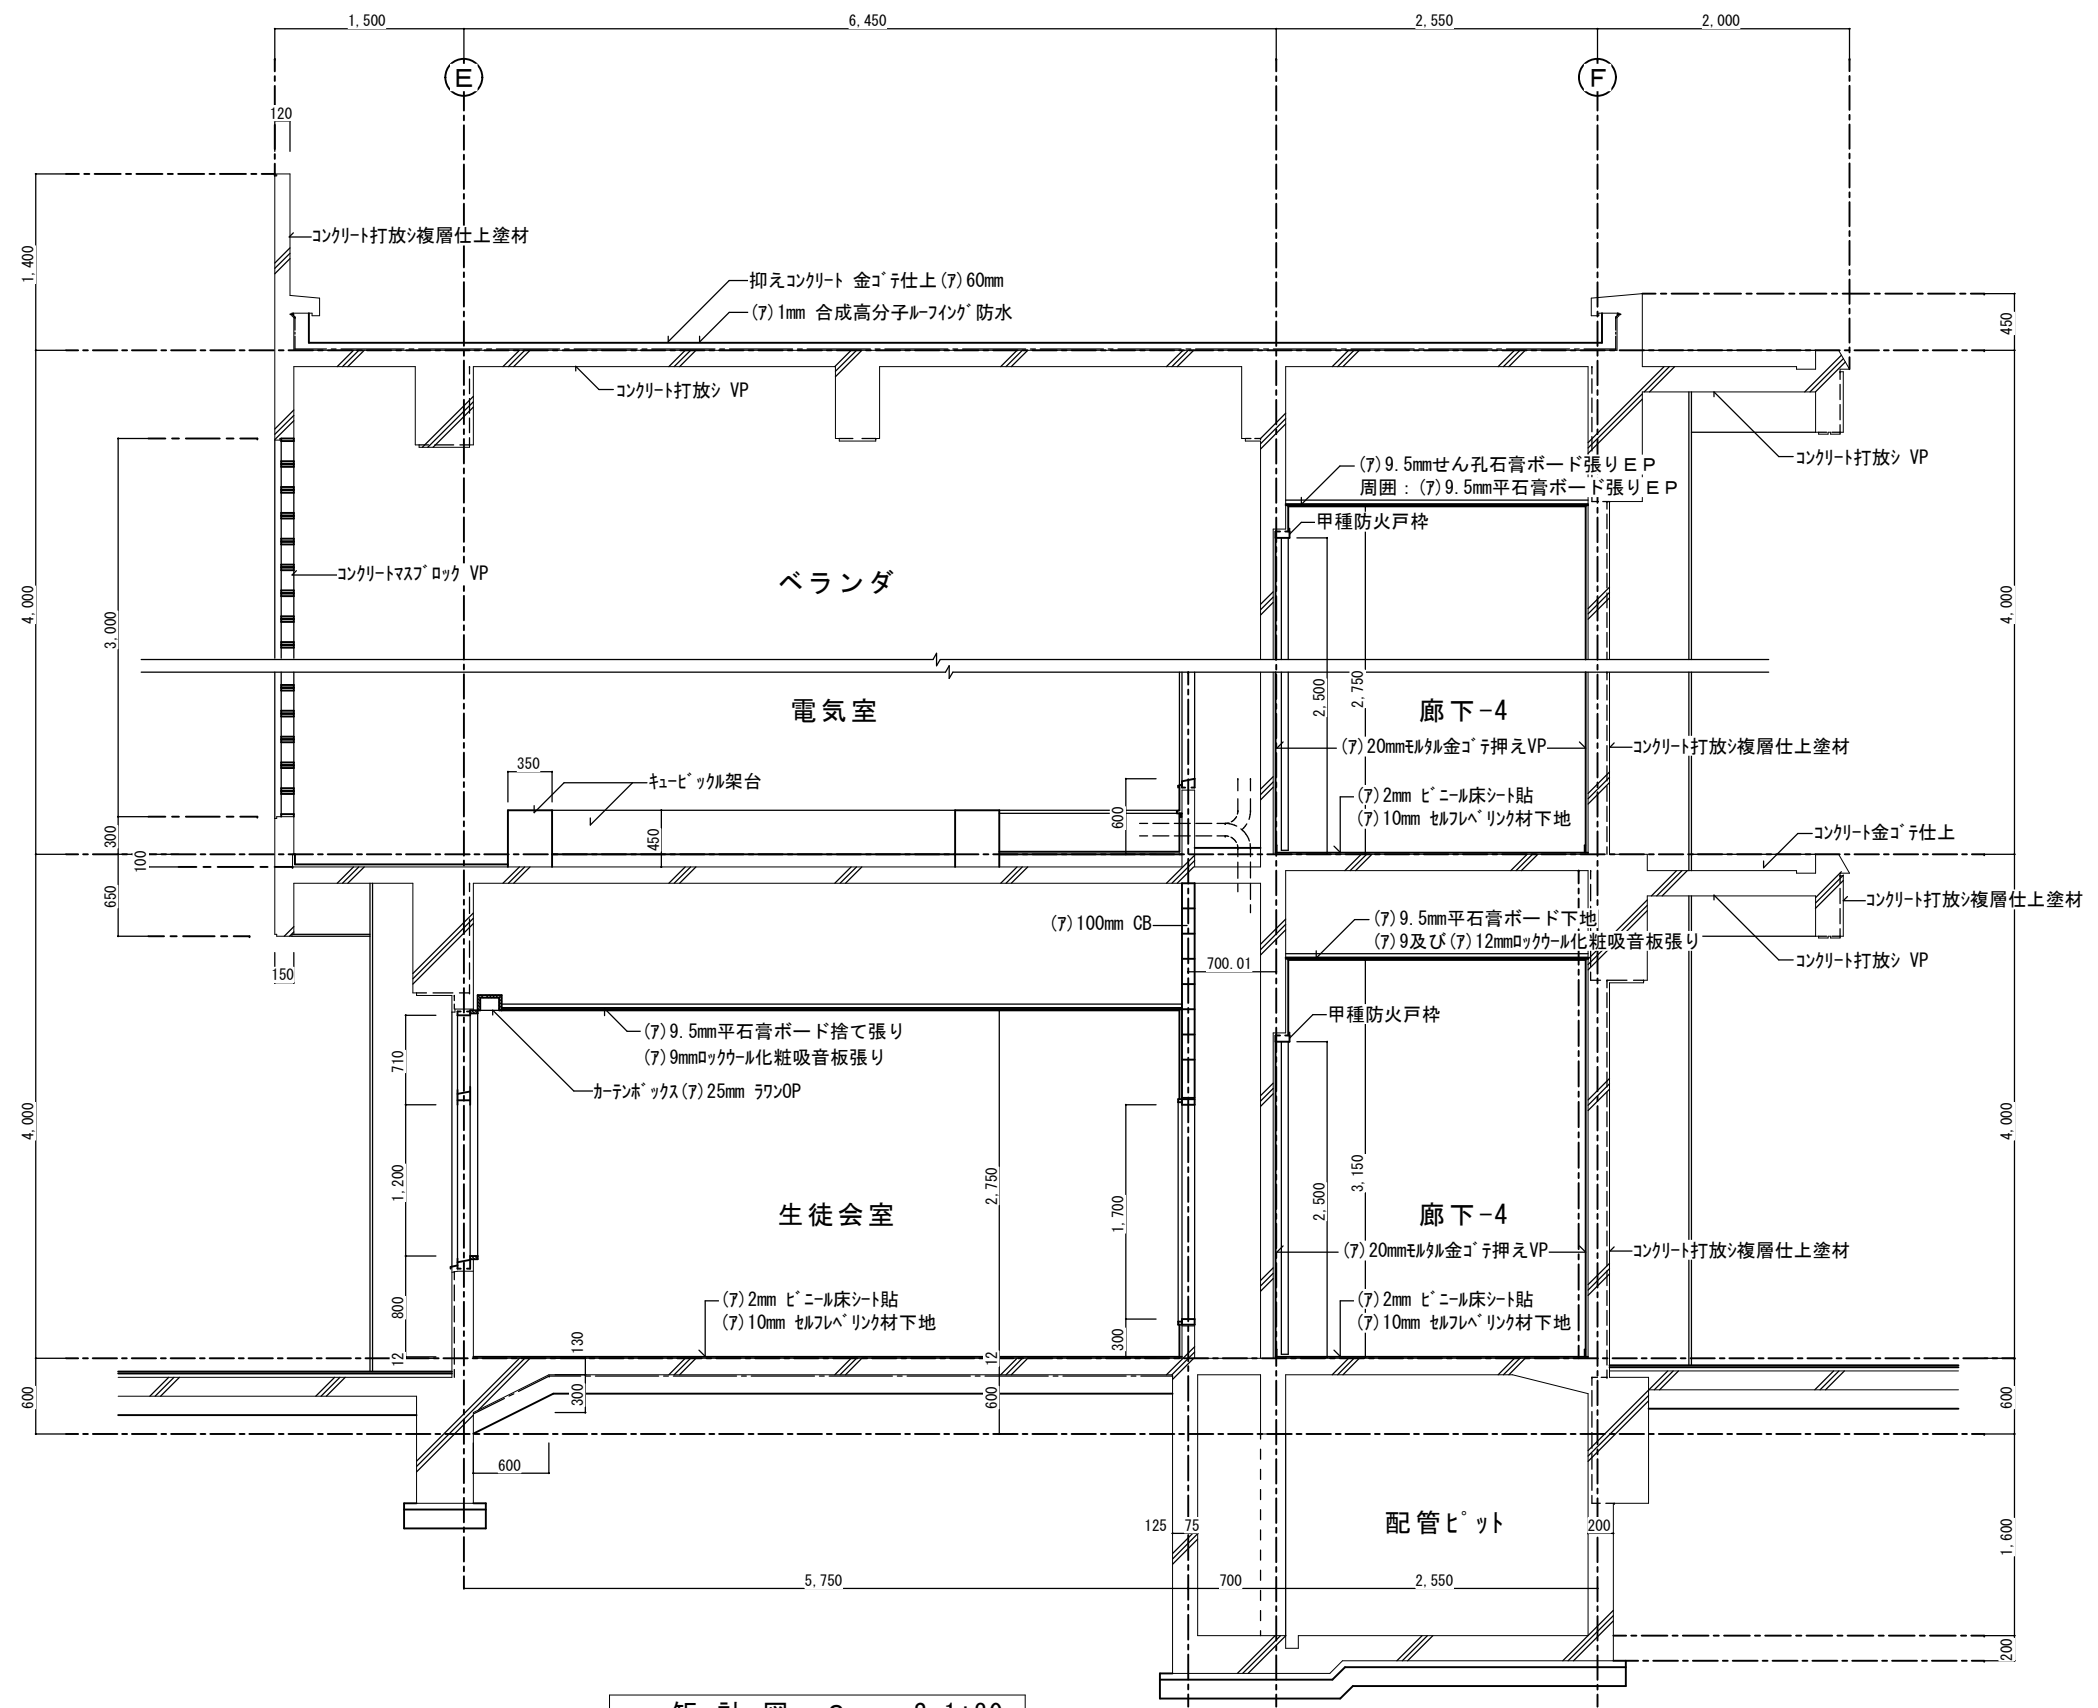 1,500
6,450
2,550
2,000
E
F
120
コンクリート打放シ複層仕上塗材
1,400
抑えコンクリート 金ゴテ仕上(ア)60mm
(ア)1mm 合成高分子ルーフイング防水
450
コンクリート打放シ VP
コンクリート打放シ VP
(ア)9.5mmせん孔石膏ボード張りEP
周囲:(ア)9.5mm平石膏ボード張りEP
甲種防火戸枠
コンクリートマスブロック VP
ベランダ
4,000
3,000
4,000
2,500
2,750
電気室
廊下-4
(ア)20mmモルタル金ゴテ押えVP
コンクリート打放シ複層仕上塗材
350
キュービックル架台
600
450
(ア)2mm ビニール床シート貼
(ア)10mm セルフレベリンク材下地
コンクリート金ゴテ仕上
300
100
650
コンクリート打放シ複層仕上塗材
(ア)100mm CB
(ア)9.5mm平石膏ボード下地
(ア)9及び(ア)12mmロックウール化粧吸音板張り
コンクリート打放シ VP
150
700.01
甲種防火戸枠
(ア)9.5mm平石膏ボード捨て張り
(ア)9mmロックウール化粧吸音板張り
カーテンボックス(ア)25mm ラワンOP
710
4,000
4,000
1,200
2,750
1,700
2,500
3,150
生徒会室
廊下-4
(ア)20mmモルタル金ゴテ押えVP
コンクリート打放シ複層仕上塗材
800
(ア)2mm ビニール床シート貼
(ア)10mm セルフレベリンク材下地
(ア)2mm ビニール床シート貼
(ア)10mm セルフレベリンク材下地
12
130
12
300
600
300
600
600
600
配管ピット
125
75
200
1,600
5,750
700
2,550
200